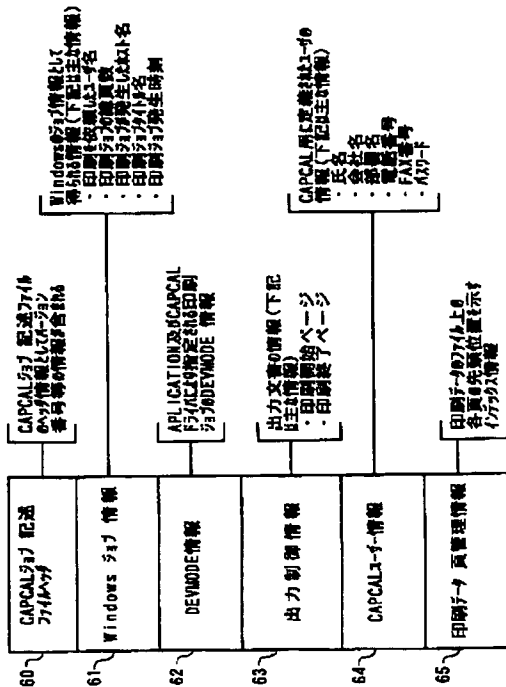 60
CAPCALジョブ 記述
ファイルヘッダ
CAPCALジョブ 記述ファイル
のヘッダ情報としてバージョン
番号等の情報が含まれる
61
Windows ジョブ 情報
Windowsのジョブ情報として
得られる情報(下記は主な情報)
・印刷を依頼したユーザ名
・印刷ジョブの総頁数
・印刷ジョブが発生したホスト名
・印刷ジョブタイトル名
・印刷ジョブ発生時刻
62
DEVMODE情報
APLICATION及びCAPCAL
ドライバにより指定される印刷
ジョブのDEVMODE 情報
63
出力制御情報
出力文書の情報(下記
は主な情報)
・印刷開始ページ
・印刷終了ページ
64
CAPCALユーザー情報
CAPCAL用に定義されたユーザの
情報(下記は主な情報)
・氏名
・会社名
・部署名
・電話番号
・FAX番号
・パスワード
65
印刷データ 頁管理情報
印刷データのファイル上の
各頁の先頭位置を示す
インデックス情報